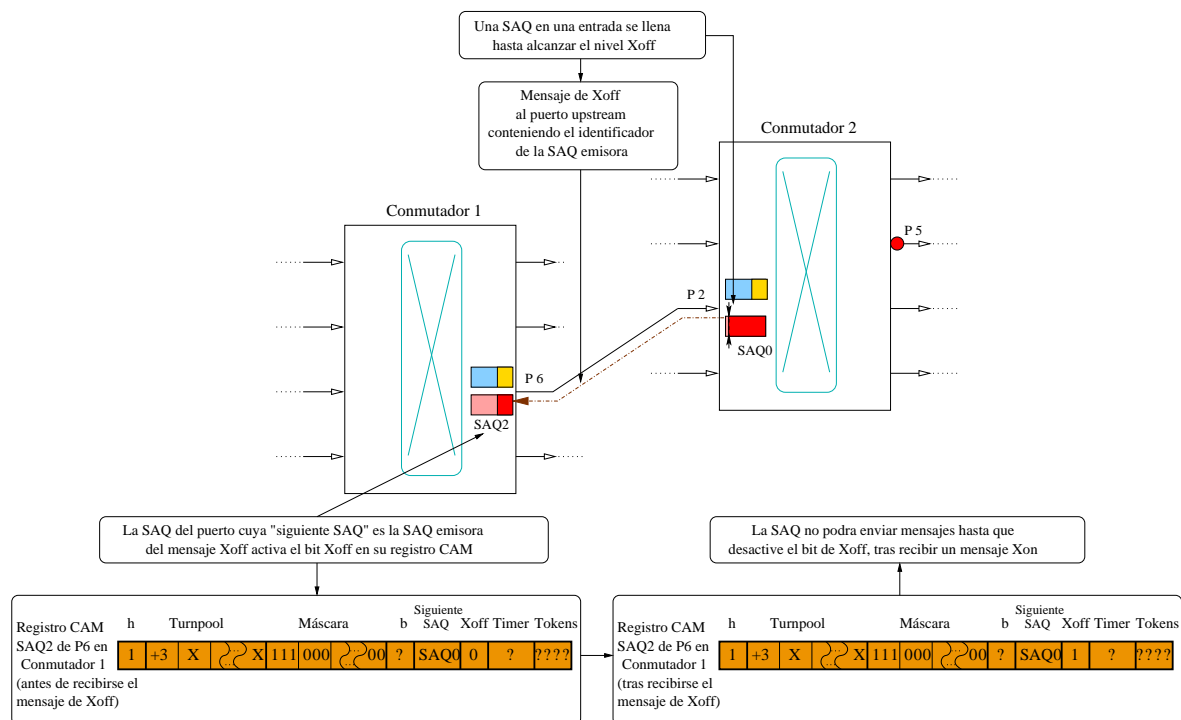 Una SAQ en una entrada se llena
hasta alcanzar el nivel Xoff
Mensaje de Xoff
al puerto upstream
conteniendo el identificador
de la SAQ emisora
Conmutador 2
P 5
P 2
SAQ0
Conmutador 1
P 6
SAQ2
La SAQ del puerto cuya "siguiente SAQ" es la SAQ emisora
del mensaje Xoff activa el bit Xoff en su registro CAM
La SAQ no podra enviar mensajes hasta que
desactive el bit de Xoff, tras recibir un mensaje Xon
Registro CAM
SAQ2 de P6 en
Conmutador 1
(antes de recibirse el
mensaje de Xoff)
h Turnpool Máscara b Siguiente SAQ Xoff Timer Tokens
1 +3 X ... X 111 000 ... 00 ? SAQ0 0 ? ????
Registro CAM
SAQ2 de P6 en
Conmutador 1
(tras recibirse el
mensaje de Xoff)
h Turnpool Máscara b Siguiente SAQ Xoff Timer Tokens
1 +3 X ... X 111 000 ... 00 ? SAQ0 1 ? ????